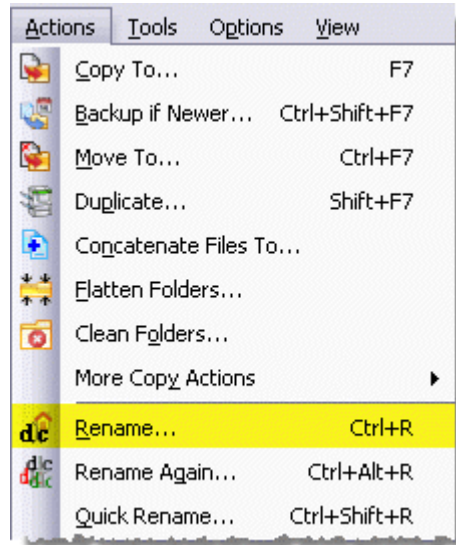 Actions Tools Options View
Copy To... F7
Backup if Newer... Ctrl+Shift+F7
Move To... Ctrl+F7
Duplicate... Shift+F7
Concatenate Files To...
Flatten Folders...
Clean Folders...
More Copy Actions
Rename... Ctrl+R
Rename Again... Ctrl+Alt+R
Quick Rename... Ctrl+Shift+R